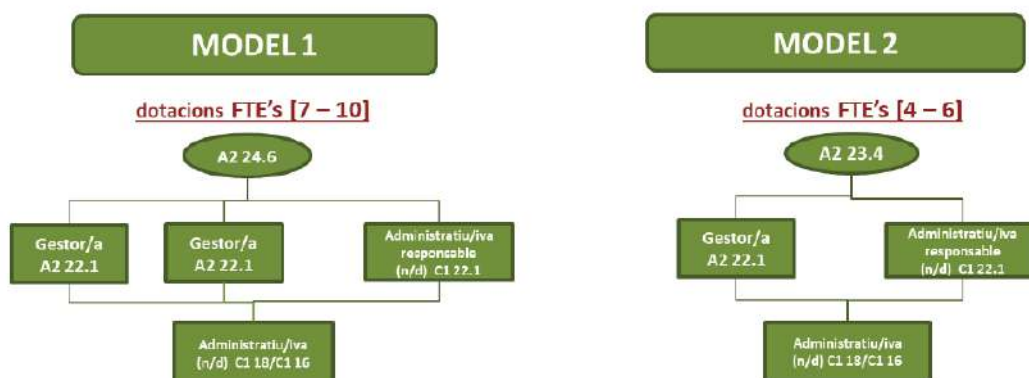 MODEL 1
dotacions FTE's [7 – 10]
A2 24.6
Gestor/a
A2 22.1
Gestor/a
A2 22.1
Administratiu/iva
responsable
(n/d) C1 22.1
Administratiu/iva
(n/d) C1 18/C1 16
MODEL 2
dotacions FTE's [4 – 6]
A2 23.4
Gestor/a
A2 22.1
Administratiu/iva
responsable
(n/d) C1 22.1
Administratiu/iva
(n/d) C1 18/C1 16